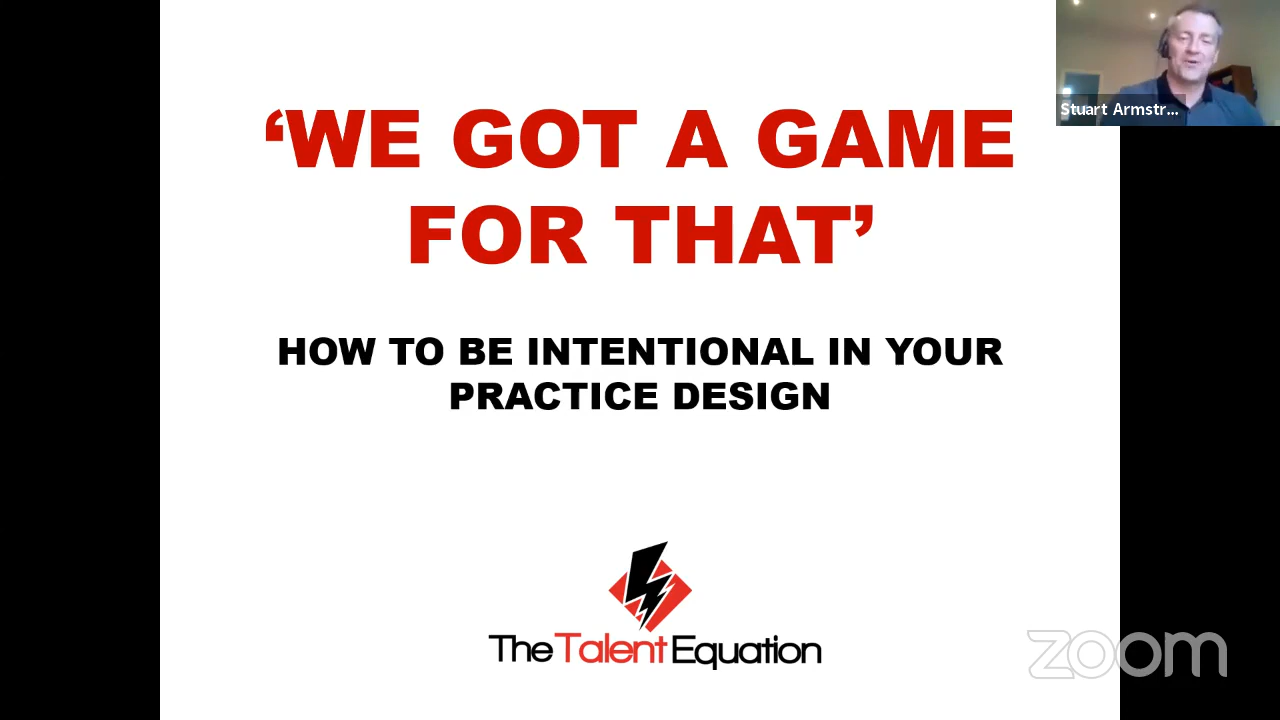 ‘WE GOT A GAME
FOR THAT’
HOW TO BE INTENTIONAL IN YOUR
PRACTICE DESIGN
The Talent Equation
Stuart Armstr...
zoom